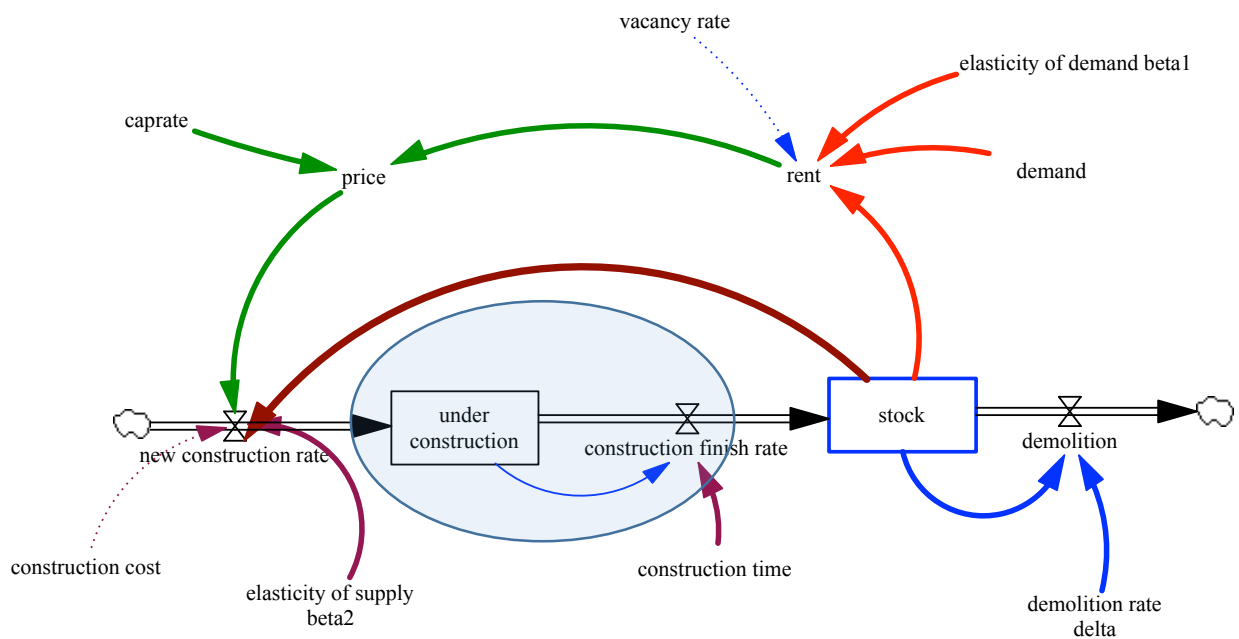 vacancy rate
elasticity of demand beta1
caprate
price
rent
demand
under
construction
stock
new construction rate
construction finish rate
demolition
construction cost
elasticity of supply
beta2
construction time
demolition rate
delta